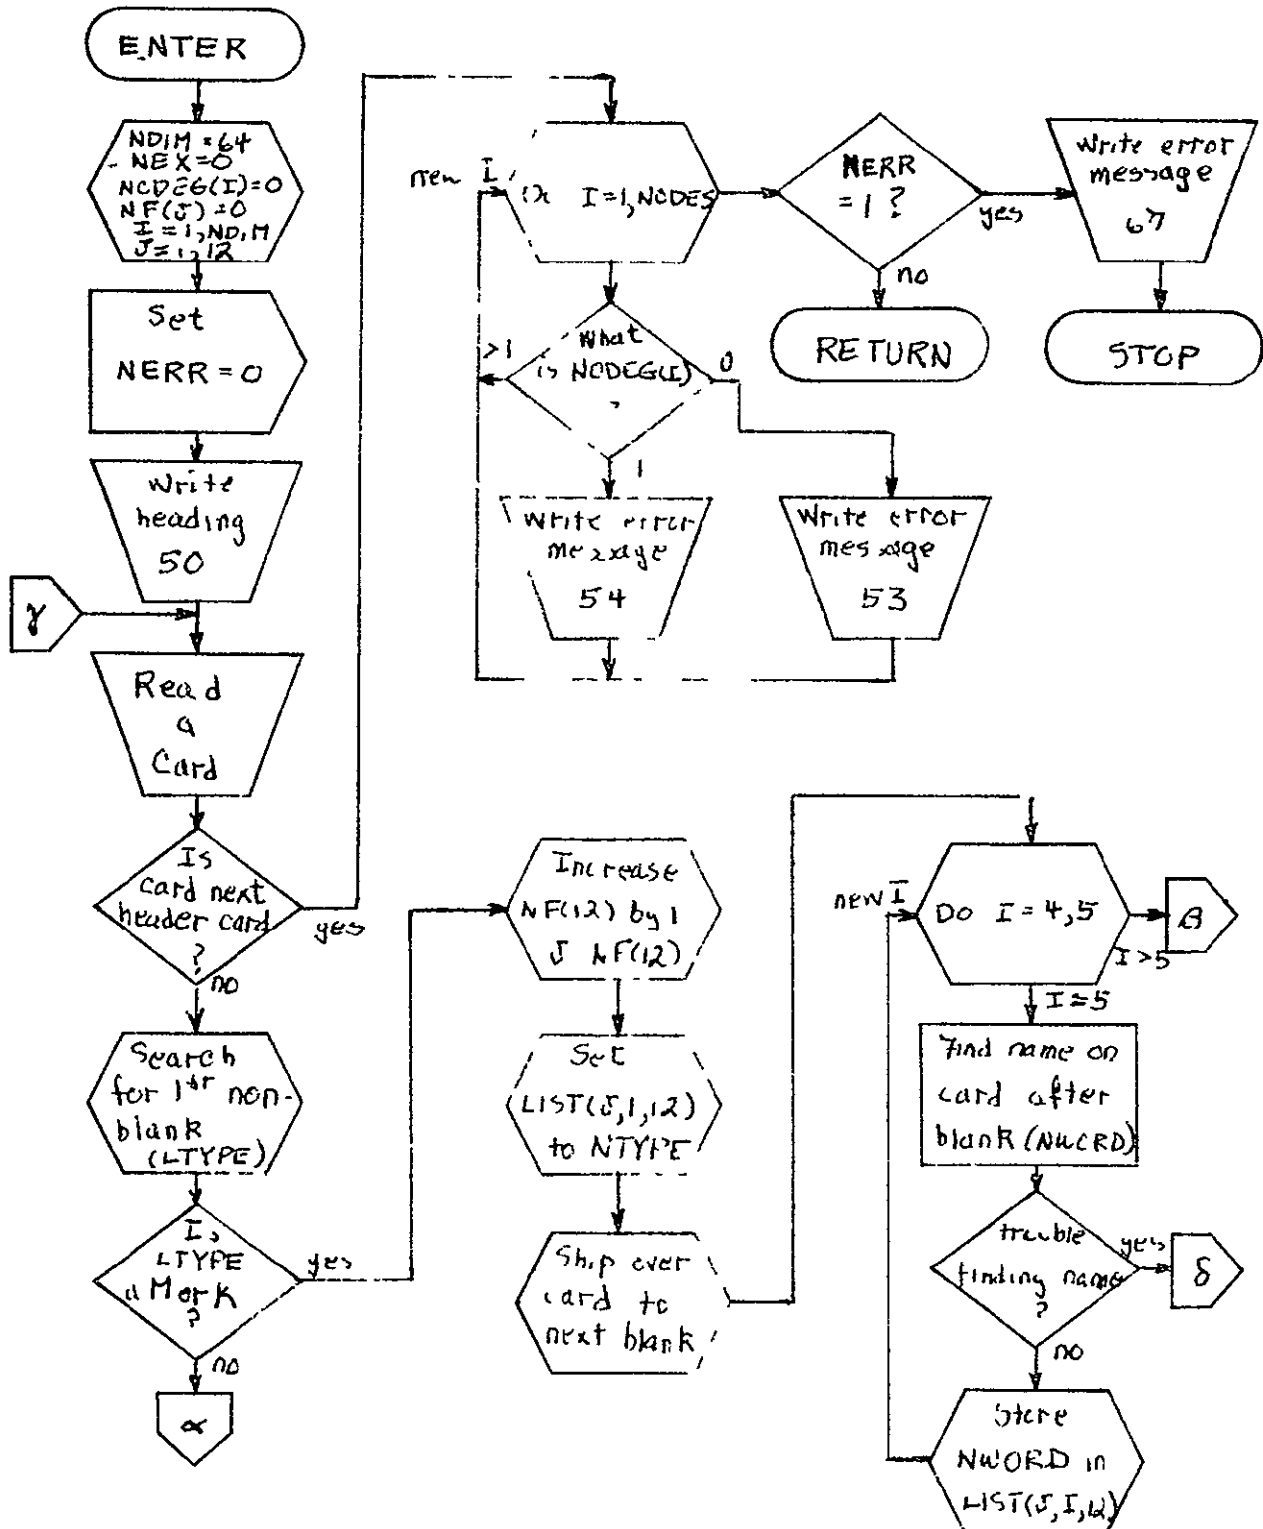 ENTER
NDIM = 64
NEX=0
NODEG(I)=0
NF(J)=0
I=1,NDIM
J=1,12
Set
NERR = 0
Write
heading
50
γ
Read
a
Card
Is
card next
header card
?
yes
no
Search
for 1st non-
blank
(LTYPE)
Is
LTYPE
a M or K
?
yes
no
α
new I
I=1,NODES
NERR
=1?
yes
no
Write error
message
67
RETURN
STOP
What
is NODEG(I)
?
>1
0
1
Write error
message
54
Write error
message
53
Increase
NF(12) by 1
J NF(12)
Set
LIST(J,1,12)
to NTYPE
Skip over
card to
next blank
new I
DO I=4,5
I>5
β
I=5
Find name on
card after
blank (NWORD)
trouble
finding name
?
yes
δ
no
Store
NWORD in
LIST(J,I,12)